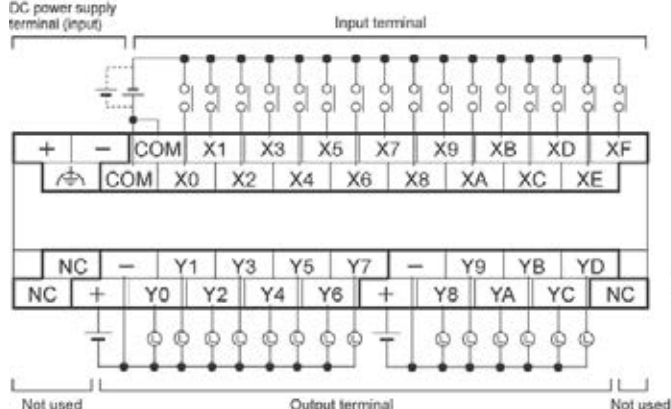 DC power supply
terminal (input)
Input terminal
+ − COM X1 X3 X5 X7 X9 XB XD XF
COM X0 X2 X4 X6 X8 XA XC XE
NC − Y1 Y3 Y5 Y7 − Y9 YB YD
NC + Y0 Y2 Y4 Y6 + Y8 YA YC NC
L L L L L L L L L L L L L L
Not used Output terminal Not used